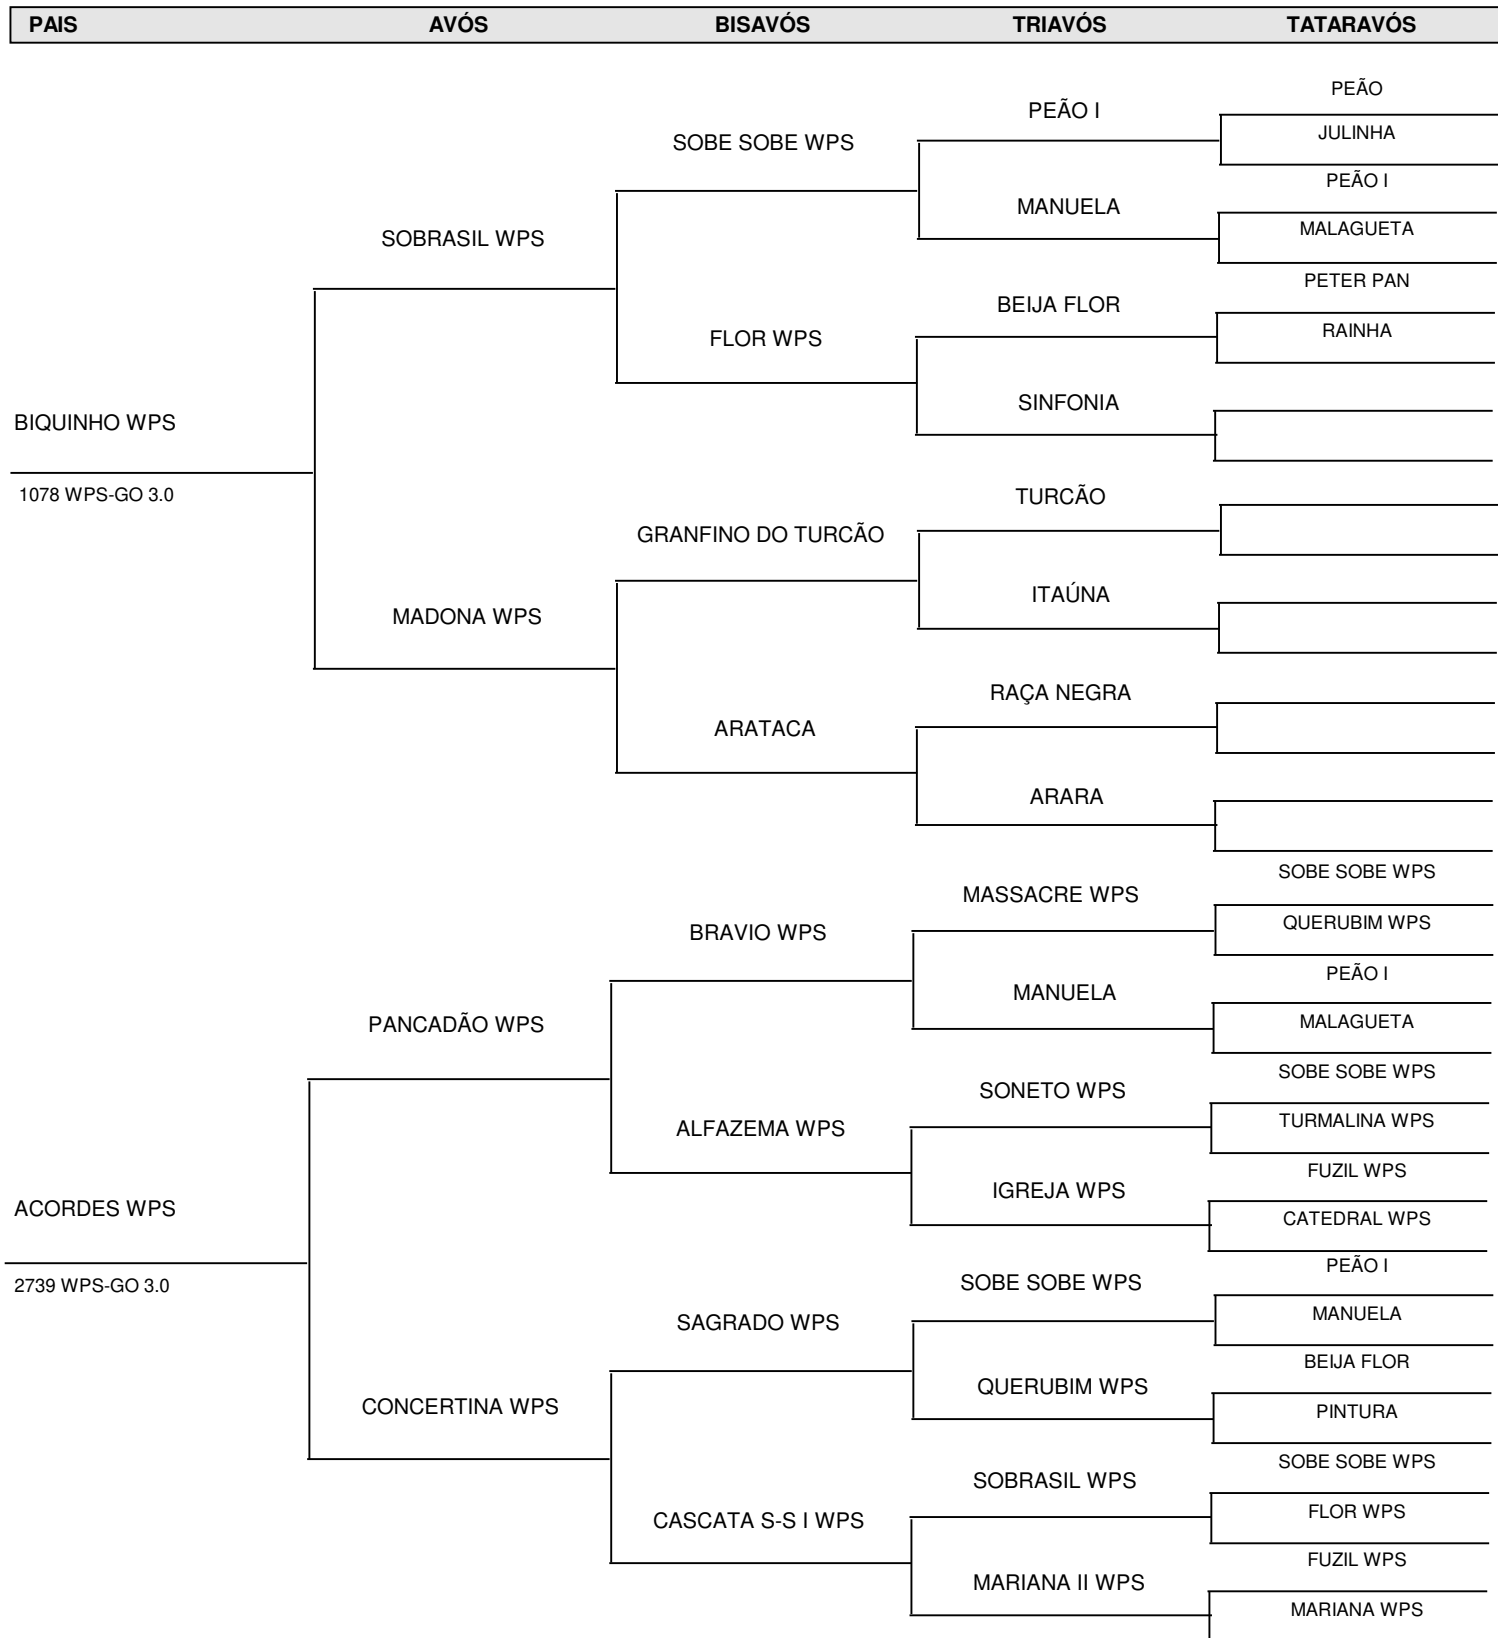 PAIS AVÓS BISAVÓS TRIAVÓS TATARAVÓS
PEÃO
PEÃO I
JULINHA
SOBE SOBE WPS
PEÃO I
MANUELA
MALAGUETA
SOBRASIL WPS
PETER PAN
BEIJA FLOR
RAINHA
FLOR WPS
SINFONIA
BIQUINHO WPS
1078 WPS-GO 3.0
TURCÃO
GRANFINO DO TURCÃO
ITAÚNA
MADONA WPS
RAÇA NEGRA
ARATACA
ARARA
SOBE SOBE WPS
MASSACRE WPS
QUERUBIM WPS
BRAVIO WPS
PEÃO I
MANUELA
MALAGUETA
PANCADÃO WPS
SOBE SOBE WPS
SONETO WPS
TURMALINA WPS
ALFAZEMA WPS
FUZIL WPS
IGREJA WPS
CATEDRAL WPS
ACORDES WPS
2739 WPS-GO 3.0
PEÃO I
SOBE SOBE WPS
MANUELA
SAGRADO WPS
BEIJA FLOR
QUERUBIM WPS
PINTURA
CONCERTINA WPS
SOBE SOBE WPS
SOBRASIL WPS
FLOR WPS
CASCATA S-S I WPS
FUZIL WPS
MARIANA II WPS
MARIANA WPS